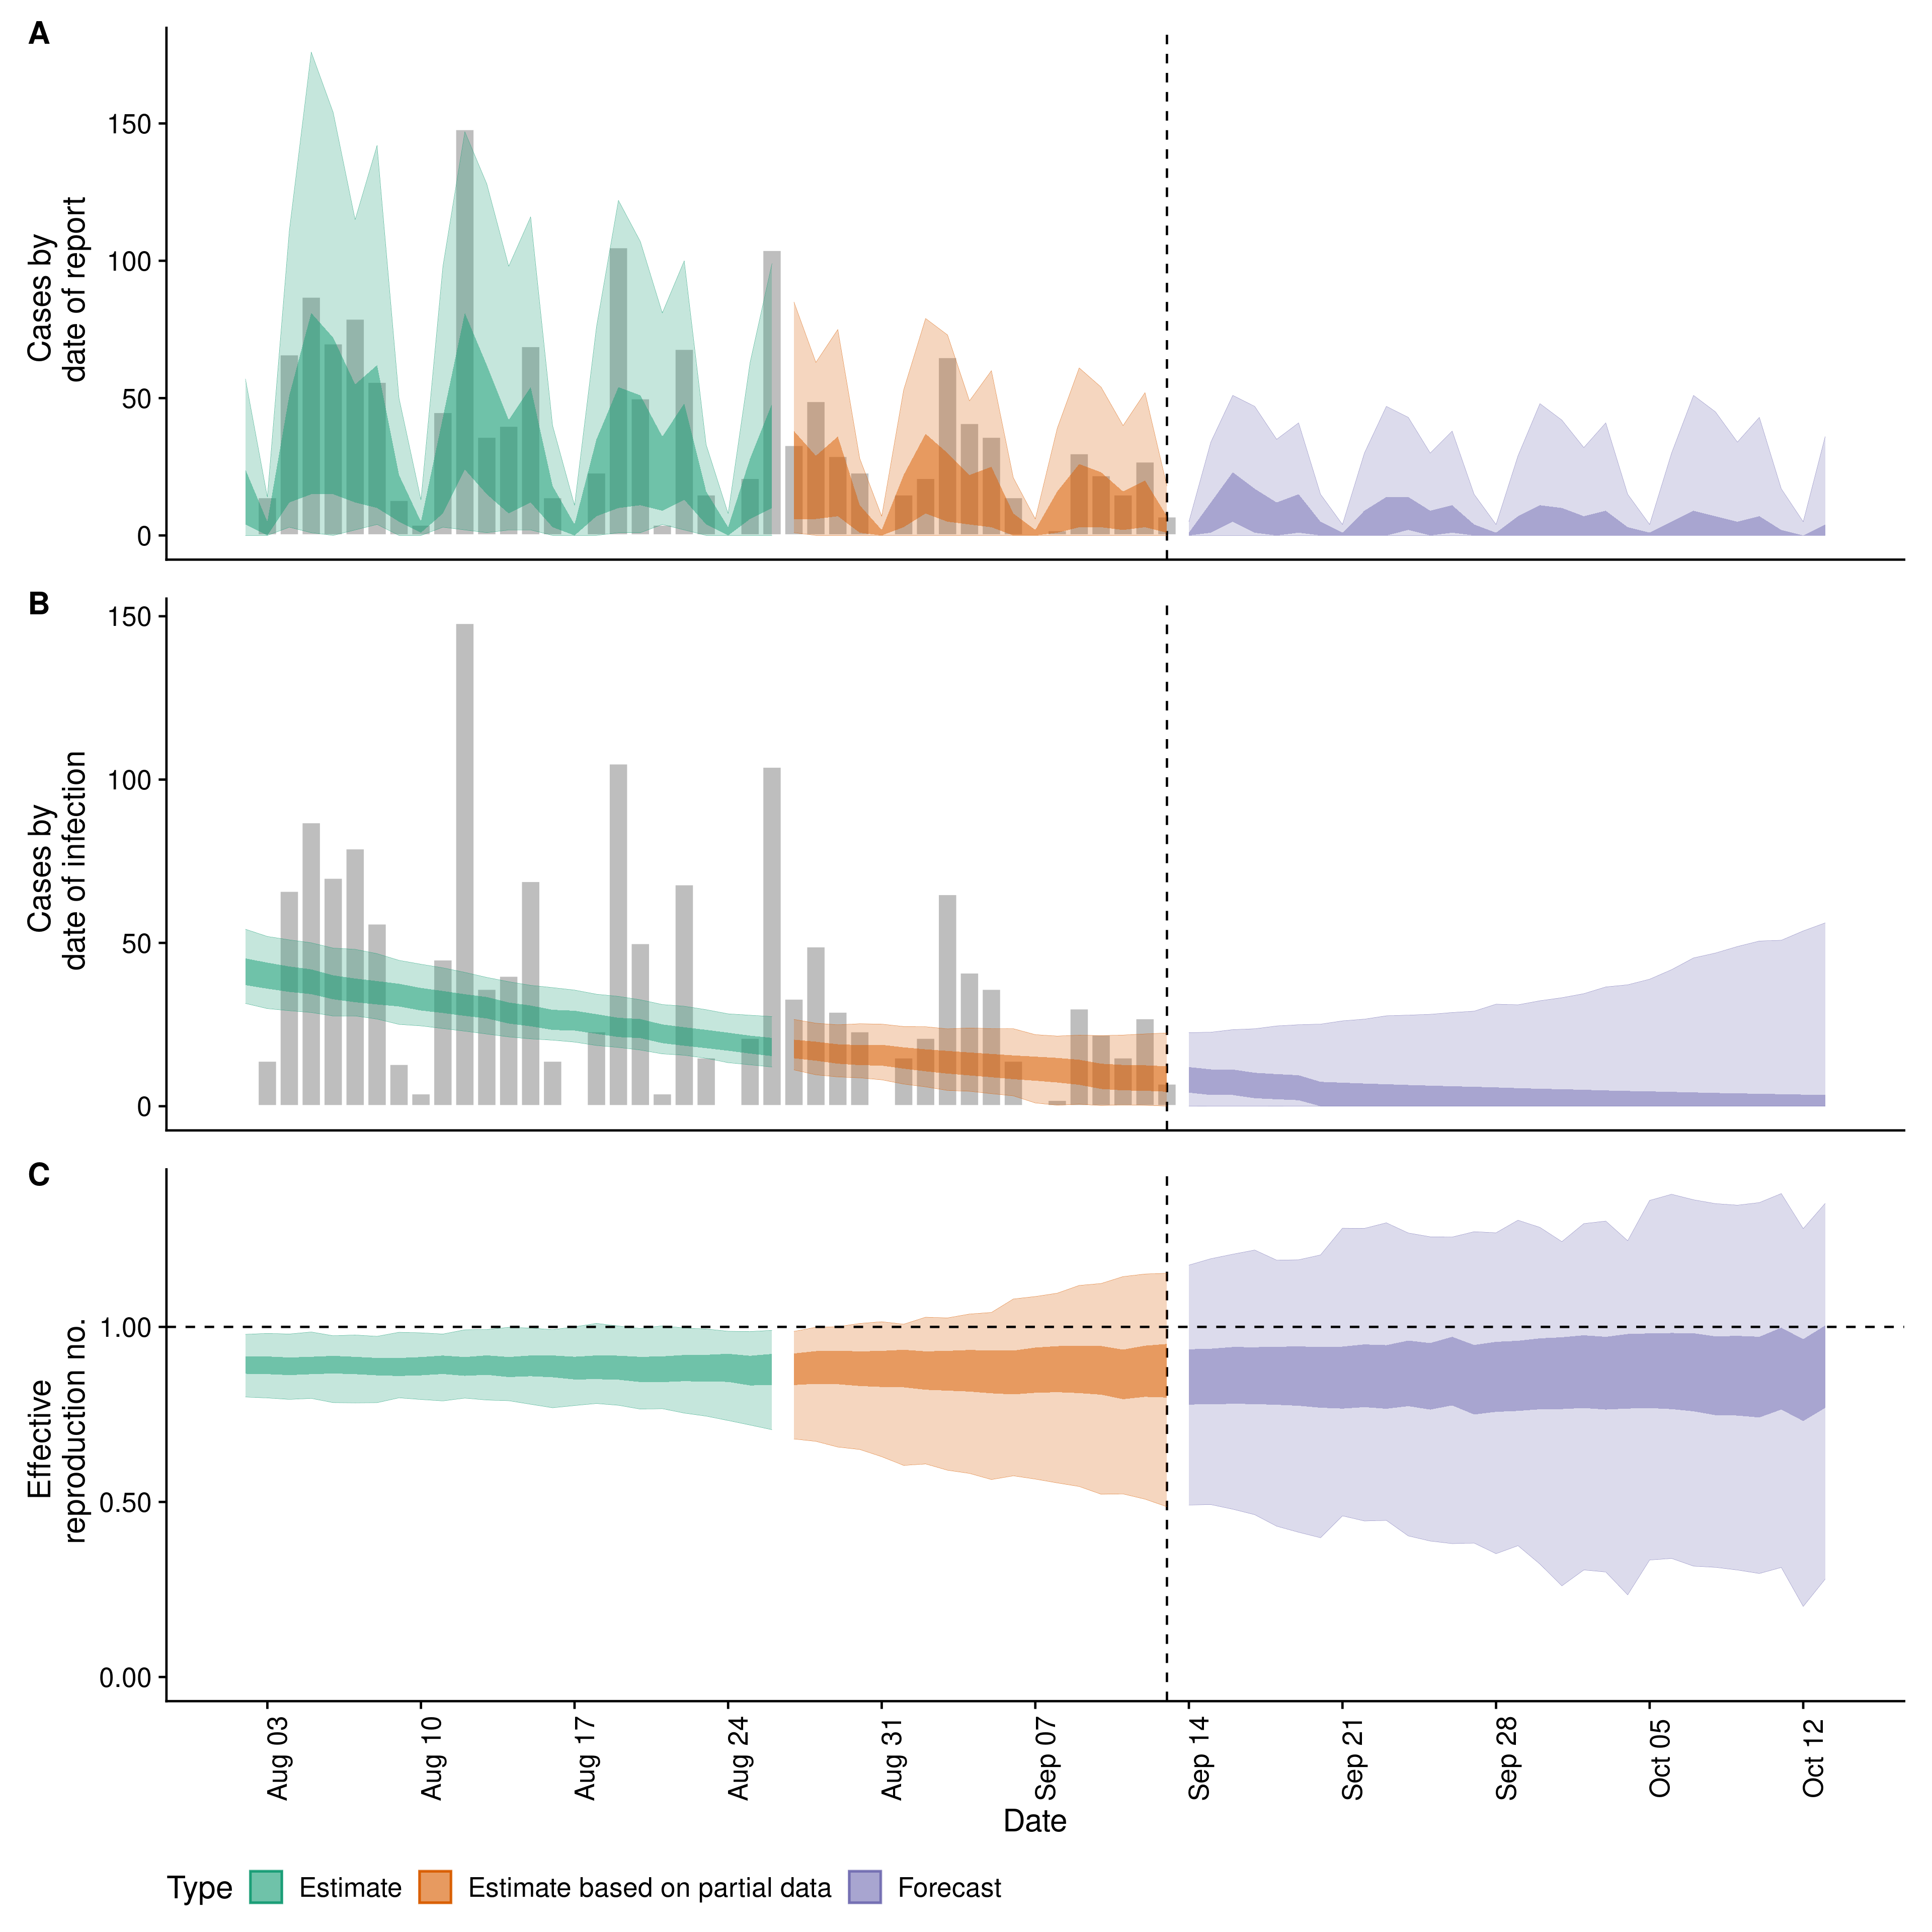 A
Cases by
date of report
150
100
50
0
B
Cases by
date of infection
150
100
50
0
C
Effective
reproduction no.
1.00
0.50
0.00
Aug 03
Aug 10
Aug 17
Aug 24
Aug 31
Sep 07
Sep 14
Sep 21
Sep 28
Oct 05
Oct 12
Date
Type Estimate Estimate based on partial data Forecast